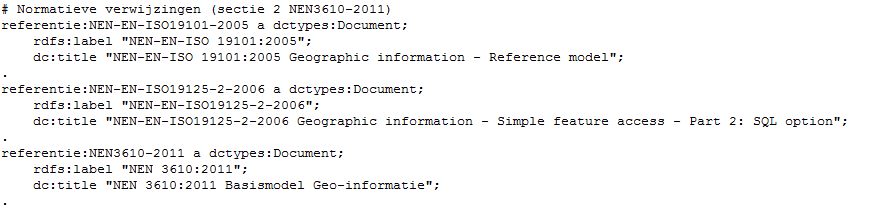 # Normatieve verwijzingen (sectie 2 NEN3610-2011)
referentie:NEN-EN-ISO19101-2005 a dctypes:Document;
    rdfs:label "NEN-EN-ISO 19101:2005";
    dc:title "NEN-EN-ISO 19101:2005 Geographic information - Reference model";
.
referentie:NEN-EN-ISO19125-2-2006 a dctypes:Document;
    rdfs:label "NEN-EN-ISO19125-2-2006";
    dc:title "NEN-EN-ISO19125-2-2006 Geographic information - Simple feature access - Part 2: SQL option";
.
referentie:NEN3610-2011 a dctypes:Document;
    rdfs:label "NEN 3610:2011";
    dc:title "NEN 3610:2011 Basismodel Geo-informatie";
.